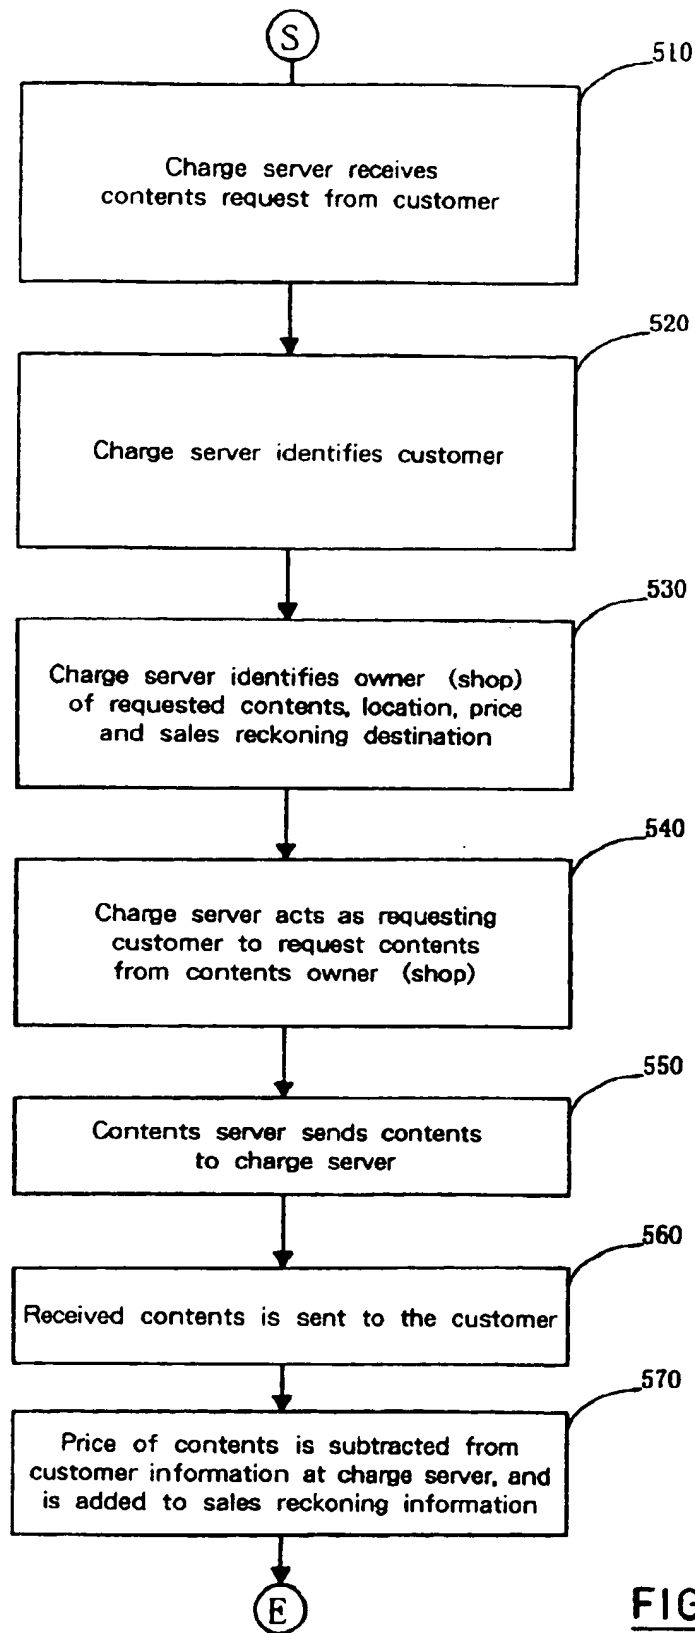 S
510
Charge server receives
contents request from customer
520
Charge server identifies customer
530
Charge server identifies owner (shop)
of requested contents, location, price
and sales reckoning destination
540
Charge server acts as requesting
customer to request contents
from contents owner (shop)
550
Contents server sends contents
to charge server
560
Received contents is sent to the customer
570
Price of contents is subtracted from
customer information at charge server, and
is added to sales reckoning information
E
FIG